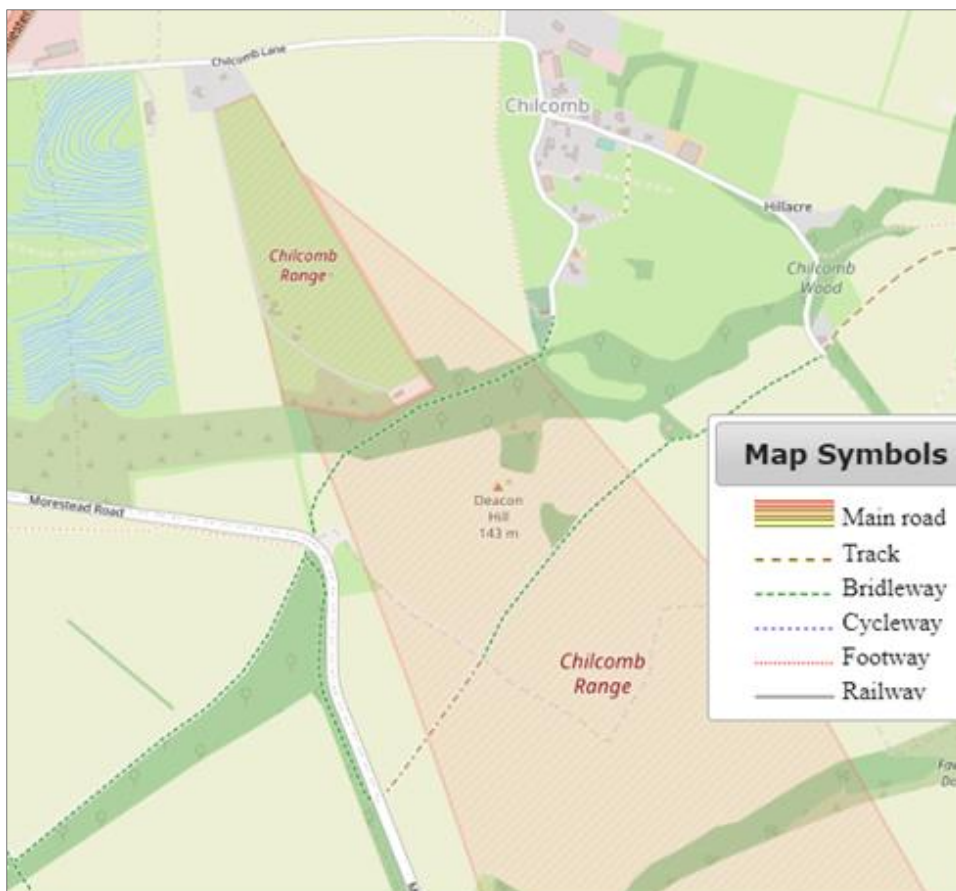 Chilcomb Lane
Chilcomb
Chilcomb
Range
Hillacre
Chilcomb
Wood
Map Symbols
Morestead Road
Deacon
Hill
143 m
Main road
Track
Bridleway
Cycleway
Footway
Railway
Chilcomb
Range